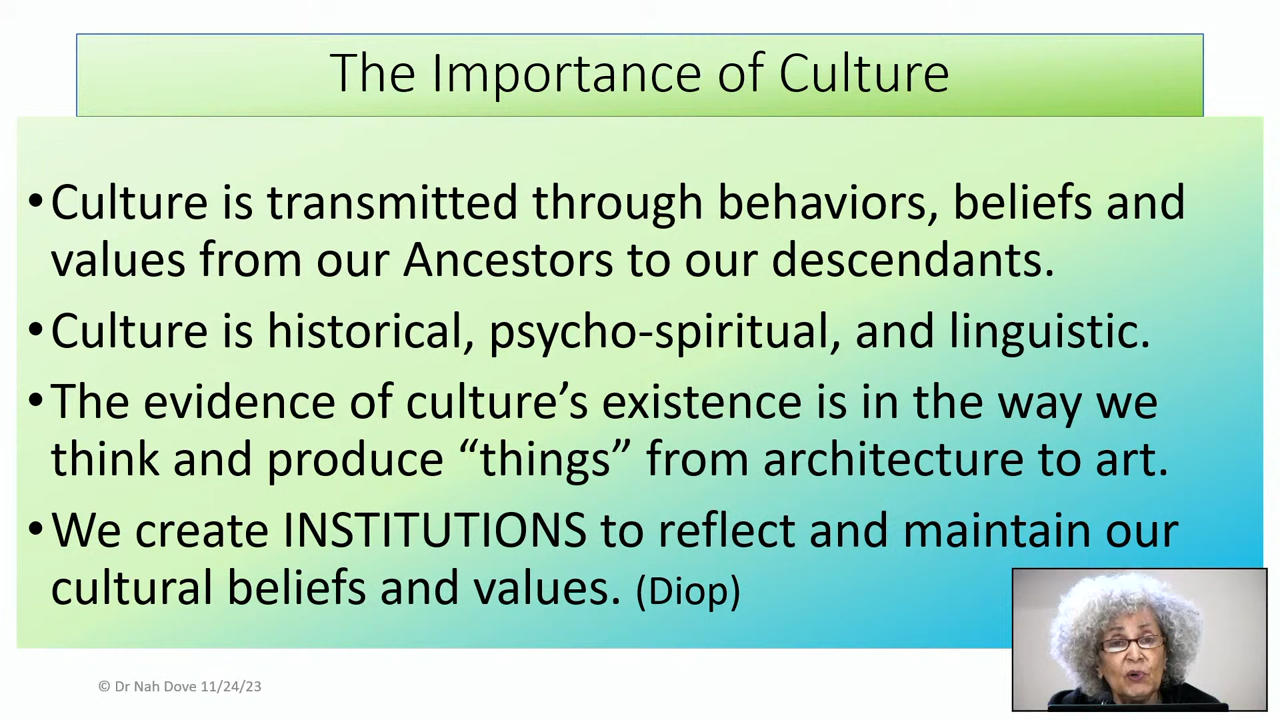 The Importance of Culture
•Culture is transmitted through behaviors, beliefs and
values from our Ancestors to our descendants.
•Culture is historical, psycho-spiritual, and linguistic.
•The evidence of culture’s existence is in the way we
think and produce “things” from architecture to art.
•We create INSTITUTIONS to reflect and maintain our
cultural beliefs and values. (Diop)
© Dr Nah Dove 11/24/23